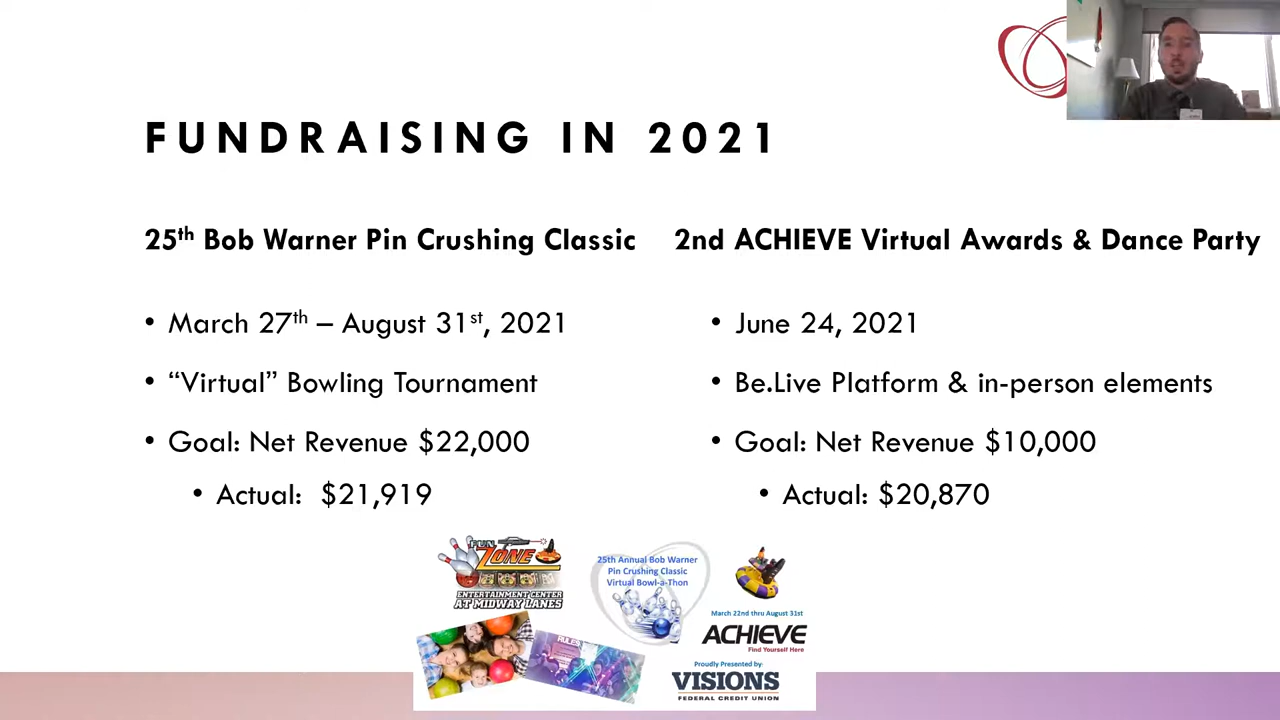 FUNDRAISING IN 2021
25th Bob Warner Pin Crushing Classic
• March 27th – August 31st, 2021
• “Virtual” Bowling Tournament
• Goal: Net Revenue $22,000
• Actual: $21,919
2nd ACHIEVE Virtual Awards & Dance Party
• June 24, 2021
• Be.Live Platform & in-person elements
• Goal: Net Revenue $10,000
• Actual: $20,870
FUN
ZONE
ENTERTAINMENT CENTER
AT MIDWAY LANES
25th Annual Bob Warner
Pin Crushing Classic
Virtual Bowl-a-Thon
March 22nd thru August 31st
ACHIEVE
Find Yourself Here
Proudly Presented by:
VISIONS
FEDERAL CREDIT UNION